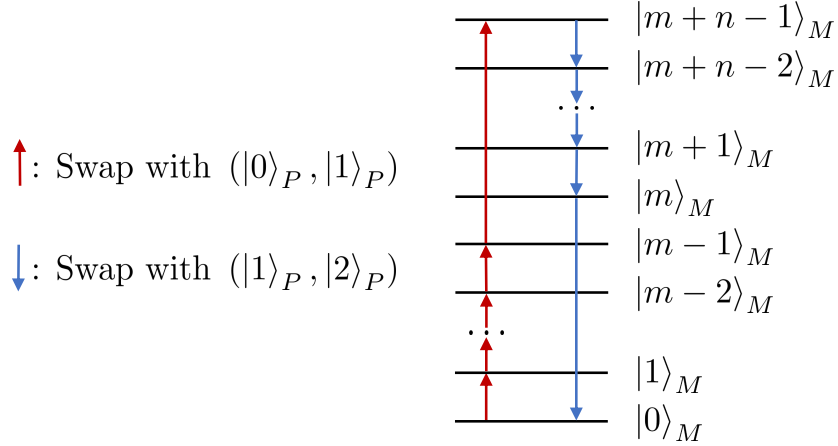 : Swap with (|0⟩_P, |1⟩_P)
: Swap with (|1⟩_P, |2⟩_P)
|m + n − 1⟩_M
|m + n − 2⟩_M
···
|m + 1⟩_M
|m⟩_M
|m − 1⟩_M
|m − 2⟩_M
···
|1⟩_M
|0⟩_M